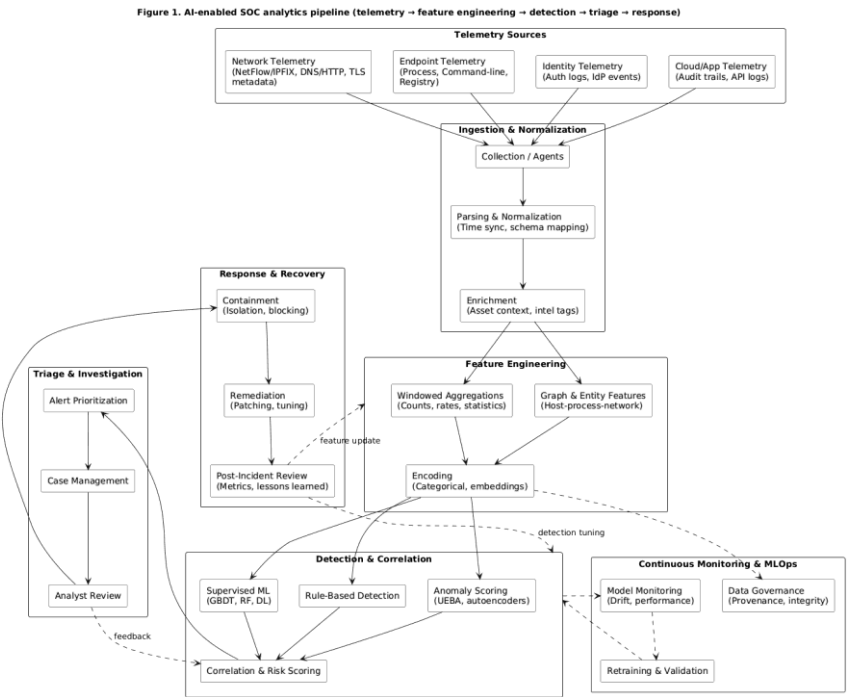 Figure 1. AI-enabled SOC analytics pipeline (telemetry → feature engineering → detection → triage → response)
Telemetry Sources
Network Telemetry
(NetFlow/IPFIX, DNS/HTTP, TLS
metadata)
Endpoint Telemetry
(Process, Command-line,
Registry)
Identity Telemetry
(Auth logs, IdP events)
Cloud/App Telemetry
(Audit trails, API logs)
Ingestion & Normalization
Collection / Agents
Parsing & Normalization
(Time sync, schema mapping)
Enrichment
(Asset context, intel tags)
Response & Recovery
Containment
(Isolation, blocking)
Remediation
(Patching, tuning)
Post-Incident Review
(Metrics, lessons learned)
Triage & Investigation
Alert Prioritization
Case Management
Analyst Review
Feature Engineering
Windowed Aggregations
(Counts, rates, statistics)
Graph & Entity Features
(Host-process-network)
Encoding
(Categorical, embeddings)
feature update
detection tuning
feedback
Detection & Correlation
Supervised ML
(GBDT, RF, DL)
Rule-Based Detection
Anomaly Scoring
(UEBA, autoencoders)
Correlation & Risk Scoring
Continuous Monitoring & MLOps
Model Monitoring
(Drift, performance)
Data Governance
(Provenance, integrity)
Retraining & Validation